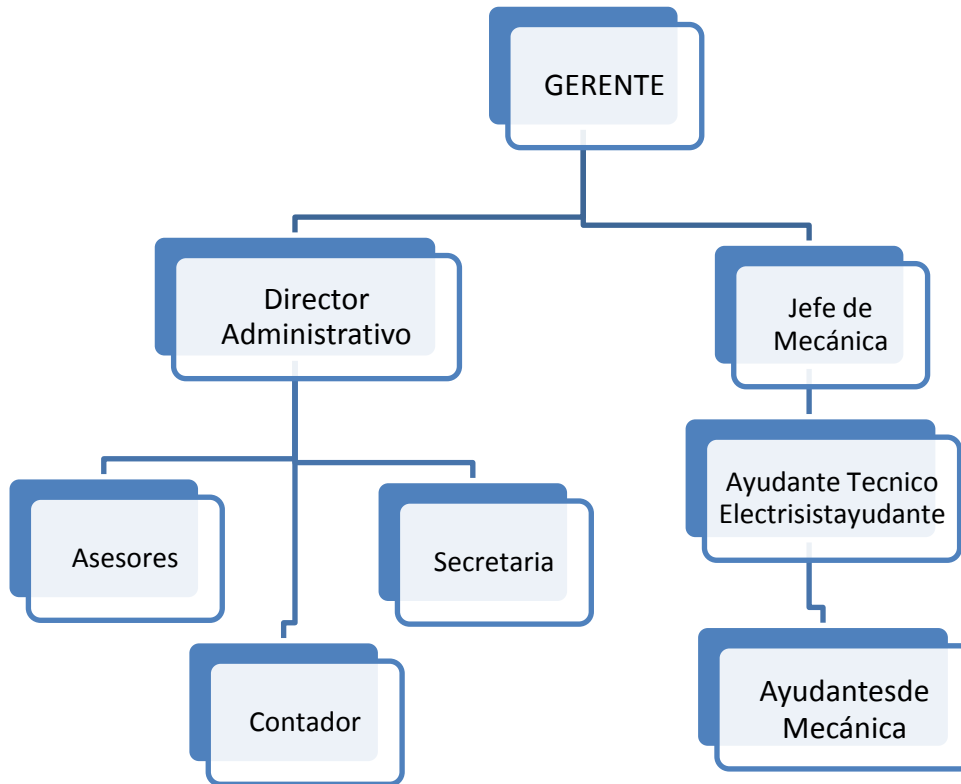 GERENTE
Director
Administrativo
Jefe de
Mecánica
Ayudante Tecnico
Electrisistayudante
Asesores
Secretaria
Contador
Ayudantesde
Mecánica